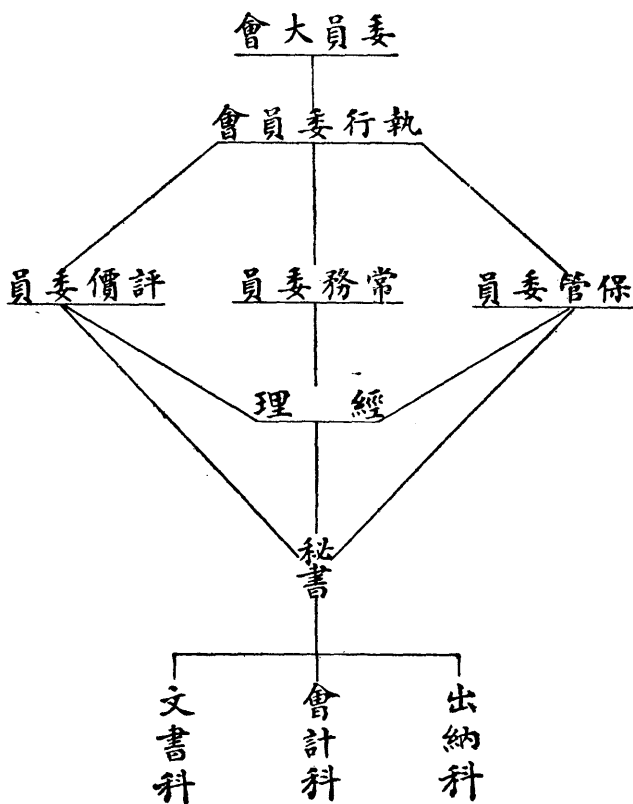 委員大會
執行委員會
保管委員
常務委員
評價委員
經理
秘書
出納科
會計科
文書科